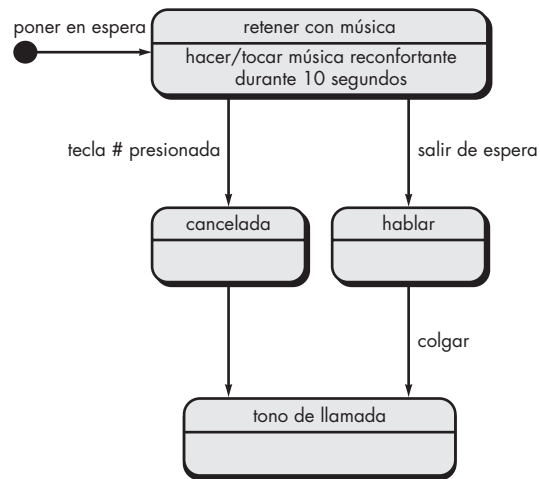 poner en espera
retener con música
hacer/tocar música reconfortante
durante 10 segundos
tecla # presionada
salir de espera
cancelada
hablar
colgar
tono de llamada